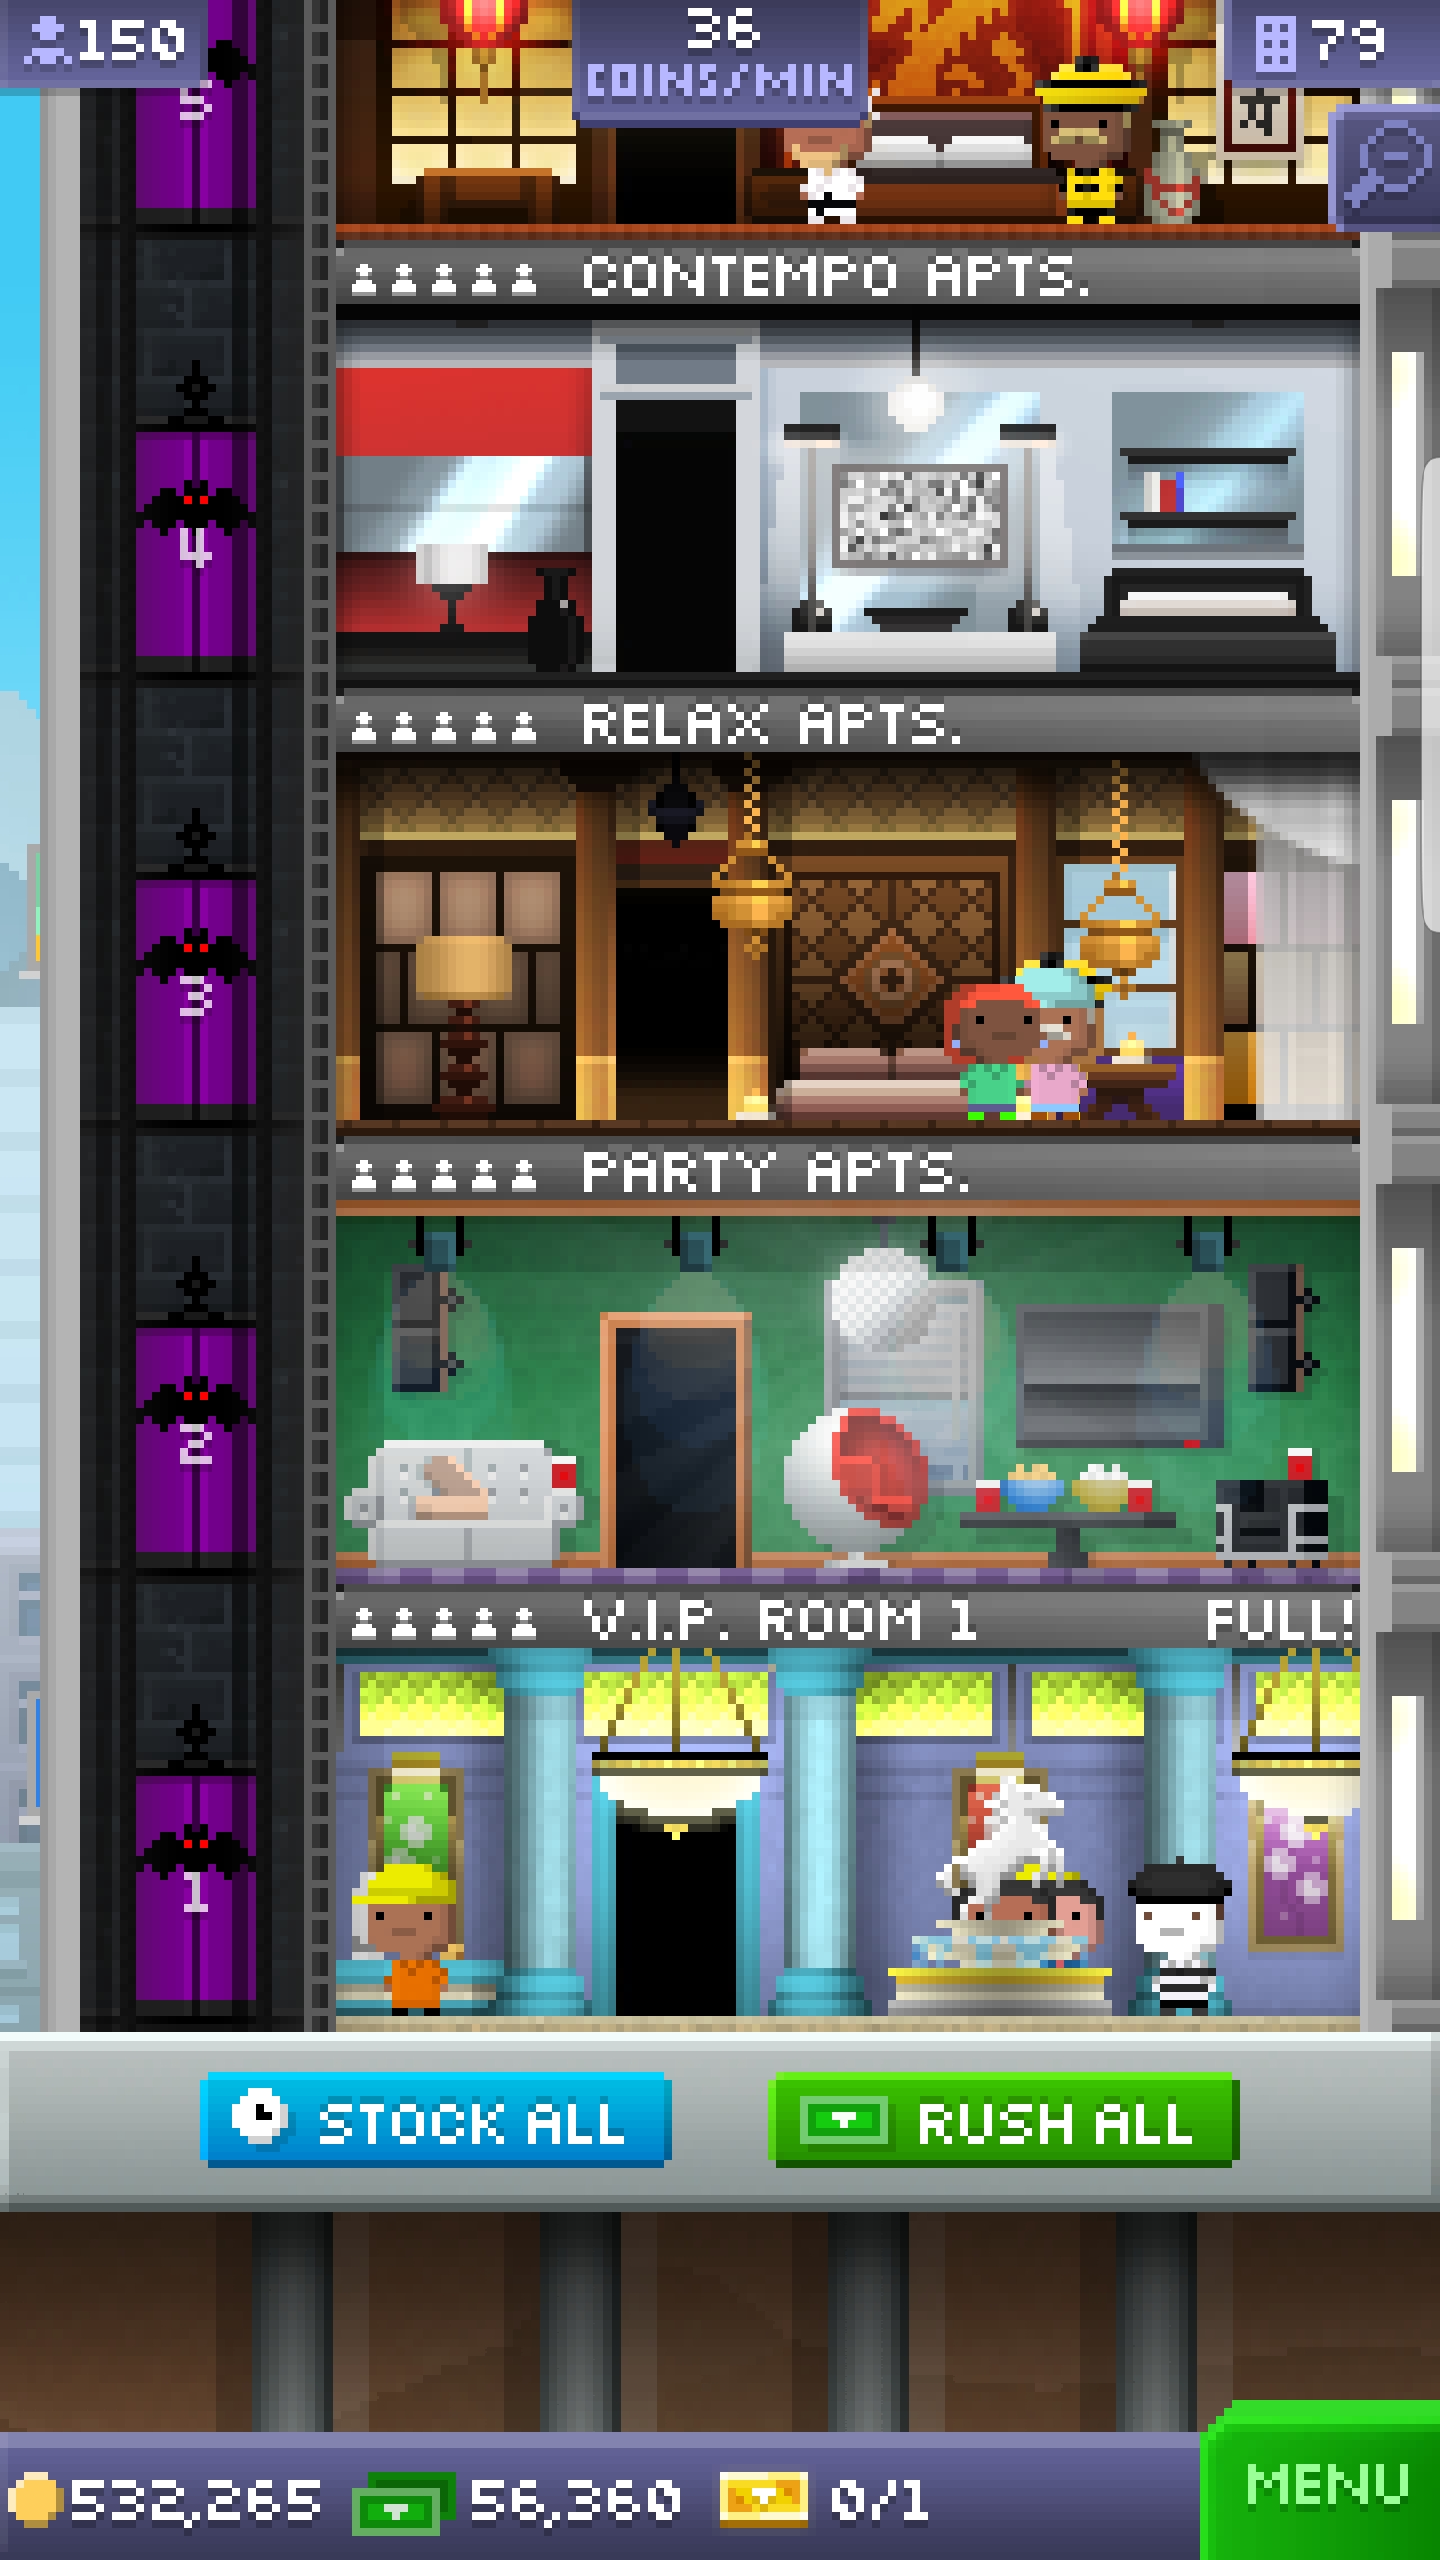 150
36
COINS/MIN
79
5
CONTEMPO APTS.
4
RELAX APTS.
3
PARTY APTS.
2
V.I.P. ROOM 1 FULL!
1
STOCK ALL
RUSH ALL
532,265 56,360 0/1
MENU